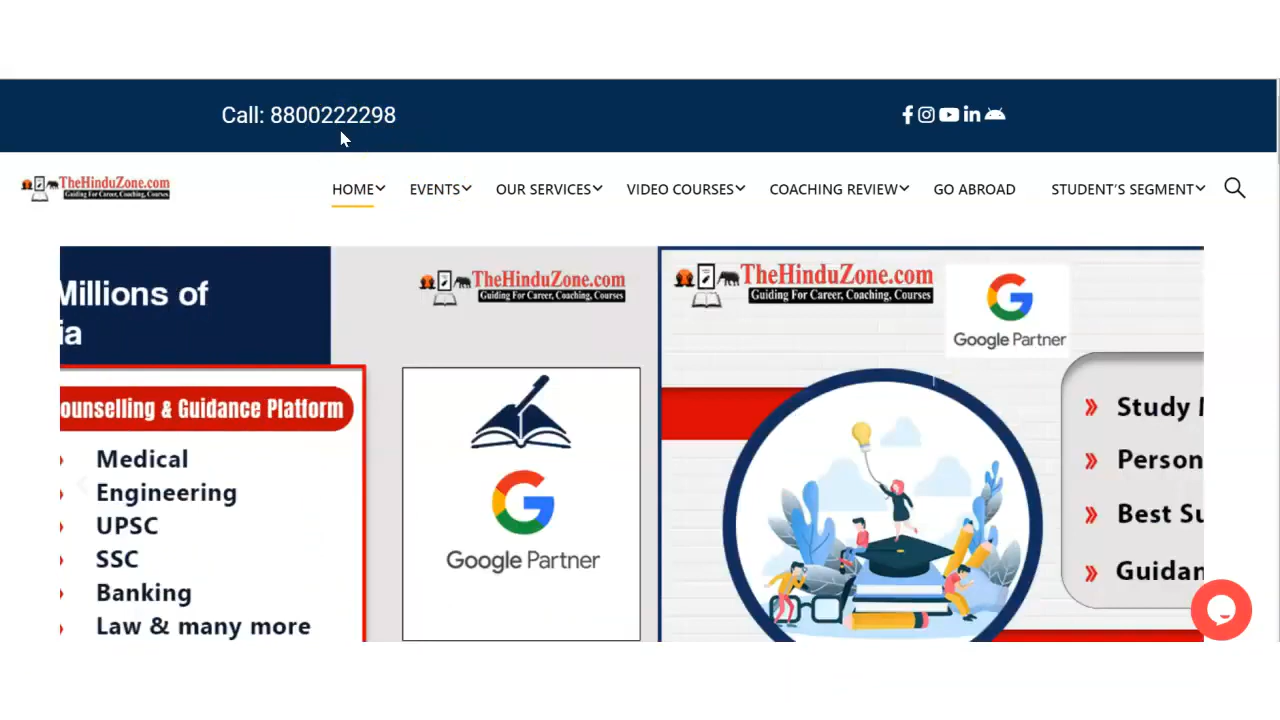 Call: 8800222298
TheHinduZone.com
Guiding For Career, Coaching, Courses
HOME
EVENTS
OUR SERVICES
VIDEO COURSES
COACHING REVIEW
GO ABROAD
STUDENT'S SEGMENT
Millions of
ia
ounselling & Guidance Platform
Medical
Engineering
UPSC
SSC
Banking
Law & many more
TheHinduZone.com
Guiding For Career, Coaching, Courses
Google Partner
TheHinduZone.com
Guiding For Career, Coaching, Courses
Google Partner
» Study
» Person
» Best Su
» Guidan